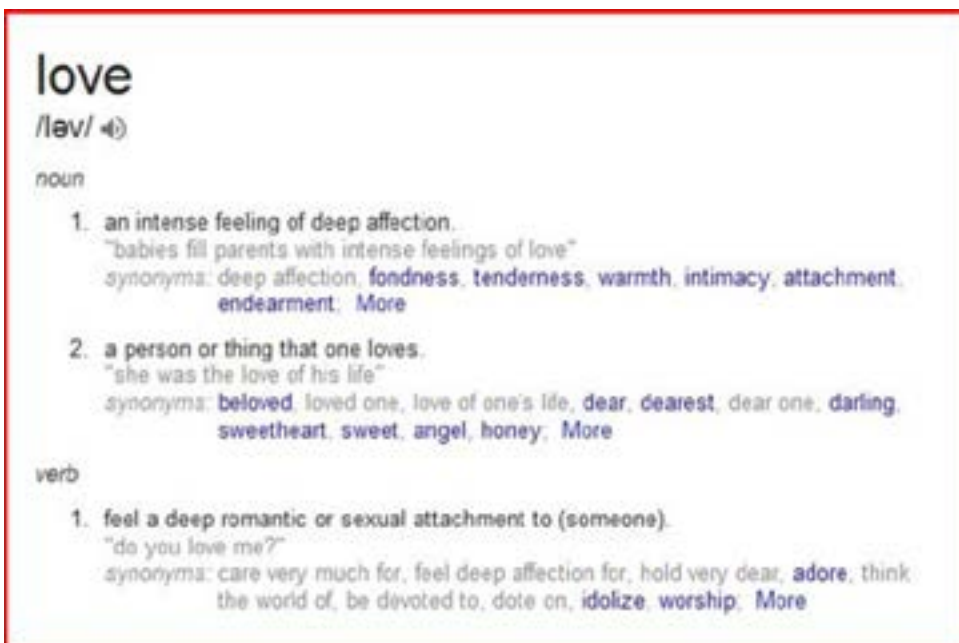 love
/ləv/
noun
1. an intense feeling of deep affection.
"babies fill parents with intense feelings of love"
synonyms: deep affection, fondness, tenderness, warmth, intimacy, attachment,
endearment; More
2. a person or thing that one loves.
"she was the love of his life"
synonyms: beloved, loved one, love of one's life, dear, dearest, dear one, darling,
sweetheart, sweet, angel, honey; More
verb
1. feel a deep romantic or sexual attachment to (someone).
"do you love me?"
synonyms: care very much for, feel deep affection for, hold very dear, adore, think
the world of, be devoted to, dote on, idolize, worship; More